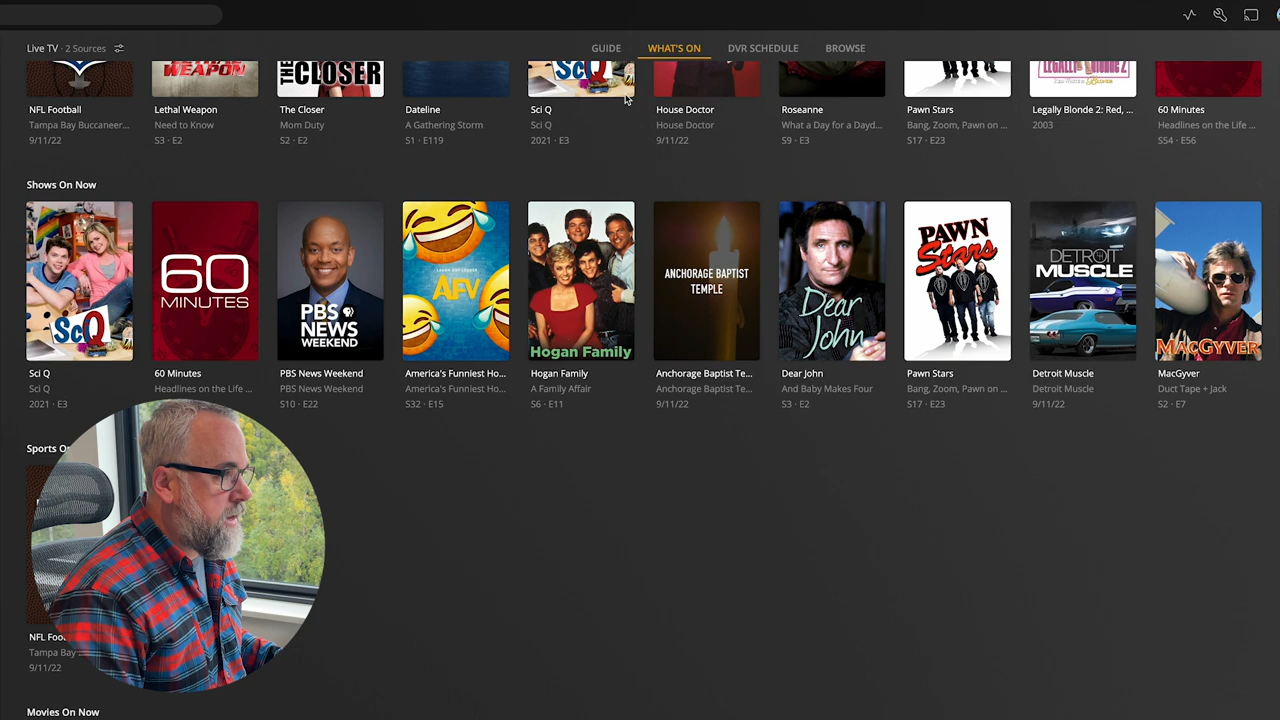 Live TV · 2 Sources
GUIDE
WHAT'S ON
DVR SCHEDULE
BROWSE
WEAPON
THE CLOSER
SciQ
LEGALLY BLONDE 2
NFL Football
Tampa Bay Buccaneer...
9/11/22
Lethal Weapon
Need to Know
S3 · E2
The Closer
Mom Duty
S2 · E2
Dateline
A Gathering Storm
S1 · E119
Sci Q
Sci Q
2021 · E3
House Doctor
House Doctor
9/11/22
Roseanne
What a Day for a Dayd...
S9 · E3
Pawn Stars
Bang, Zoom, Pawn on ...
S17 · E23
Legally Blonde 2: Red, ...
2003
60 Minutes
Headlines on the Life ...
S54 · E56
Shows On Now
SciQ
60
MINUTES
PBS
NEWS
WEEKEND
AFV
Hogan Family
ANCHORAGE BAPTIST
TEMPLE
Dear
John
PAWN
Stars
DETROIT
MUSCLE
MACGYVER
Sci Q
Sci Q
2021 · E3
60 Minutes
Headlines on the Life ...
S54 · E56
PBS News Weekend
PBS News Weekend
S10 · E22
America's Funniest Ho...
America's Funniest Ho...
S32 · E15
Hogan Family
A Family Affair
S6 · E11
Anchorage Baptist Te...
Anchorage Baptist Te...
9/11/22
Dear John
And Baby Makes Four
S3 · E2
Pawn Stars
Bang, Zoom, Pawn on ...
S17 · E23
Detroit Muscle
Detroit Muscle
9/11/22
MacGyver
Duct Tape + Jack
S2 · E7
Sports On
NFL Foo
Tampa Bay
9/11/22
Movies On Now